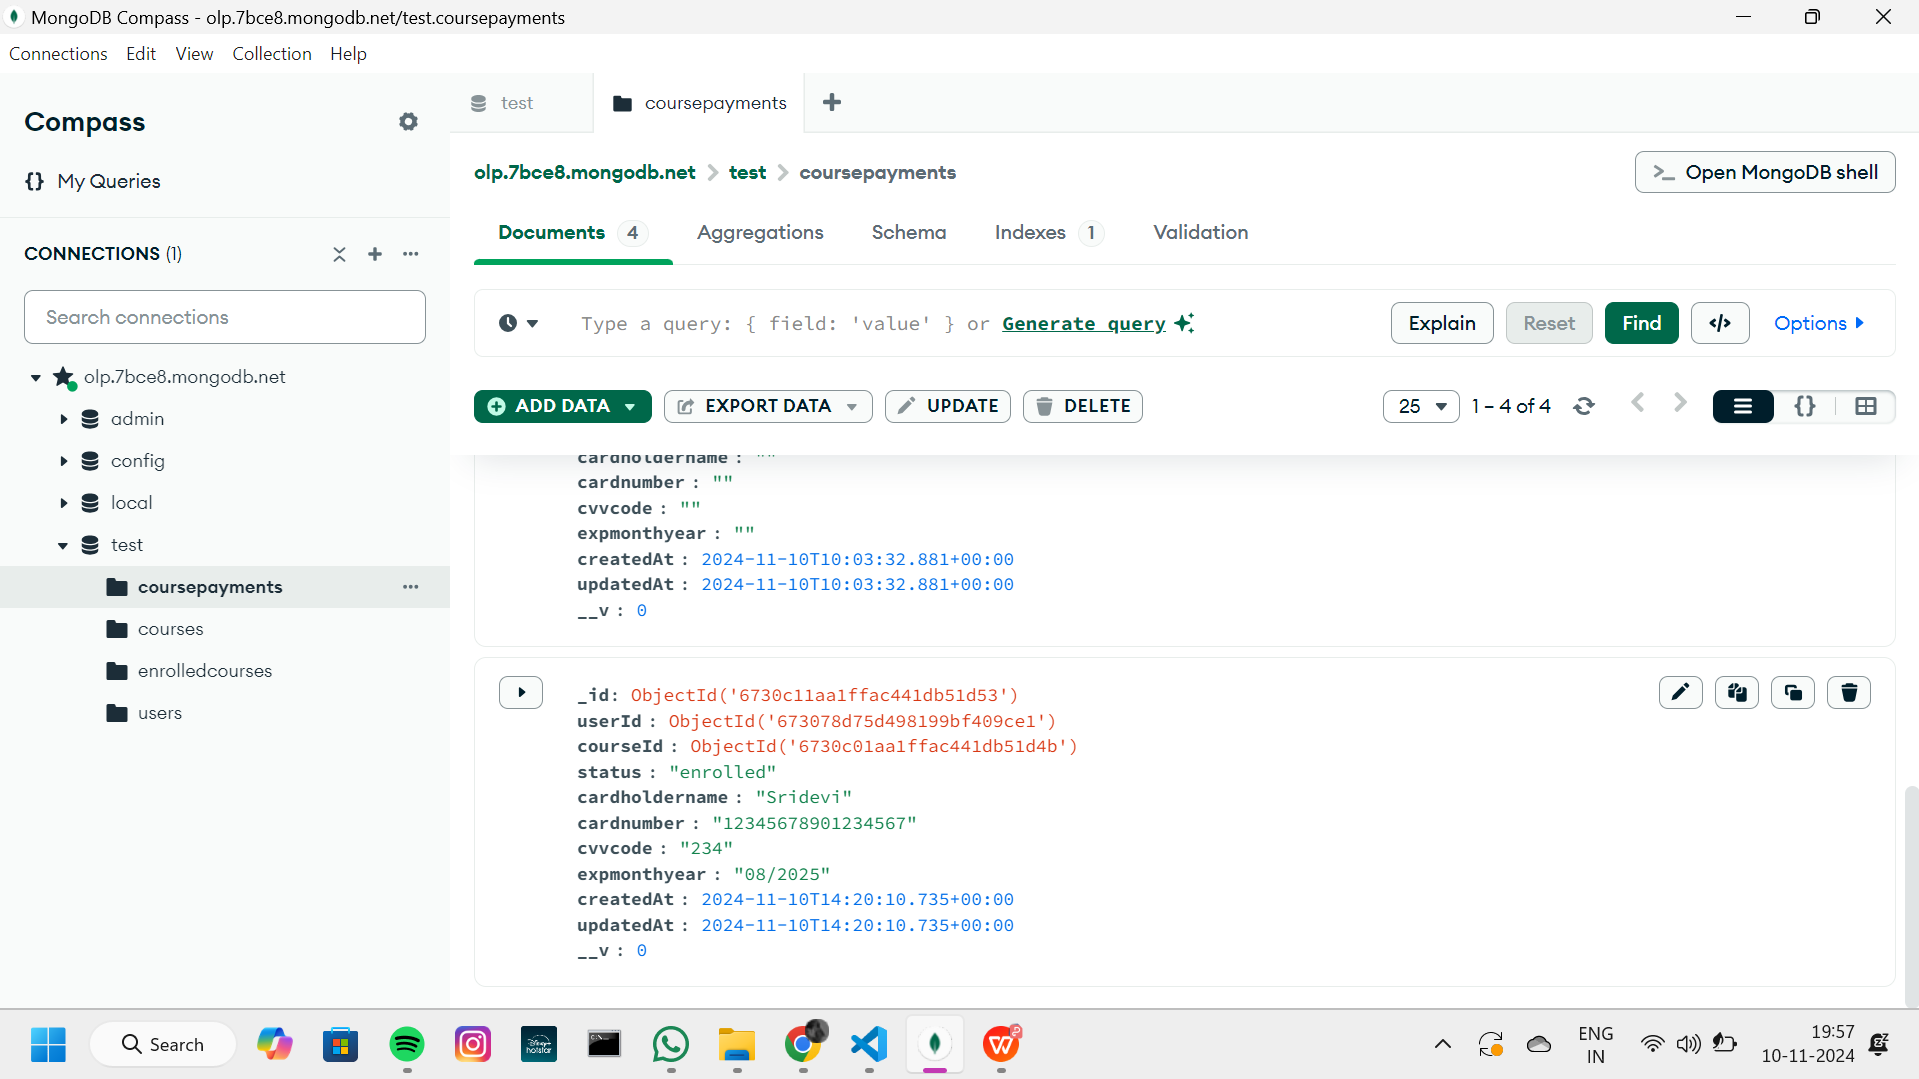 MongoDB Compass - olp.7bce8.mongodb.net/test.coursepayments
Connections Edit View Collection Help
Compass
{} My Queries
CONNECTIONS (1)
Search connections
olp.7bce8.mongodb.net
admin
config
local
test
coursepayments
courses
enrolledcourses
users
test
coursepayments
olp.7bce8.mongodb.net > test > coursepayments
>_ Open MongoDB shell
Documents 4 Aggregations Schema Indexes 1 Validation
Type a query: { field: 'value' } or Generate query
Explain Reset Find </> Options
ADD DATA EXPORT DATA UPDATE DELETE
25 1 – 4 of 4 {}
cardholdername : ""
cardnumber : ""
cvvcode : ""
expmonthyear : ""
createdAt : 2024-11-10T10:03:32.881+00:00
updatedAt : 2024-11-10T10:03:32.881+00:00
__v : 0
_id: ObjectId('6730c11aa1ffac441db51d53')
userId : ObjectId('673078d75d498199bf409ce1')
courseId : ObjectId('6730c01aa1ffac441db51d4b')
status : "enrolled"
cardholdername : "Sridevi"
cardnumber : "12345678901234567"
cvvcode : "234"
expmonthyear : "08/2025"
createdAt : 2024-11-10T14:20:10.735+00:00
updatedAt : 2024-11-10T14:20:10.735+00:00
__v : 0
Search
ENG
IN
19:57
10-11-2024